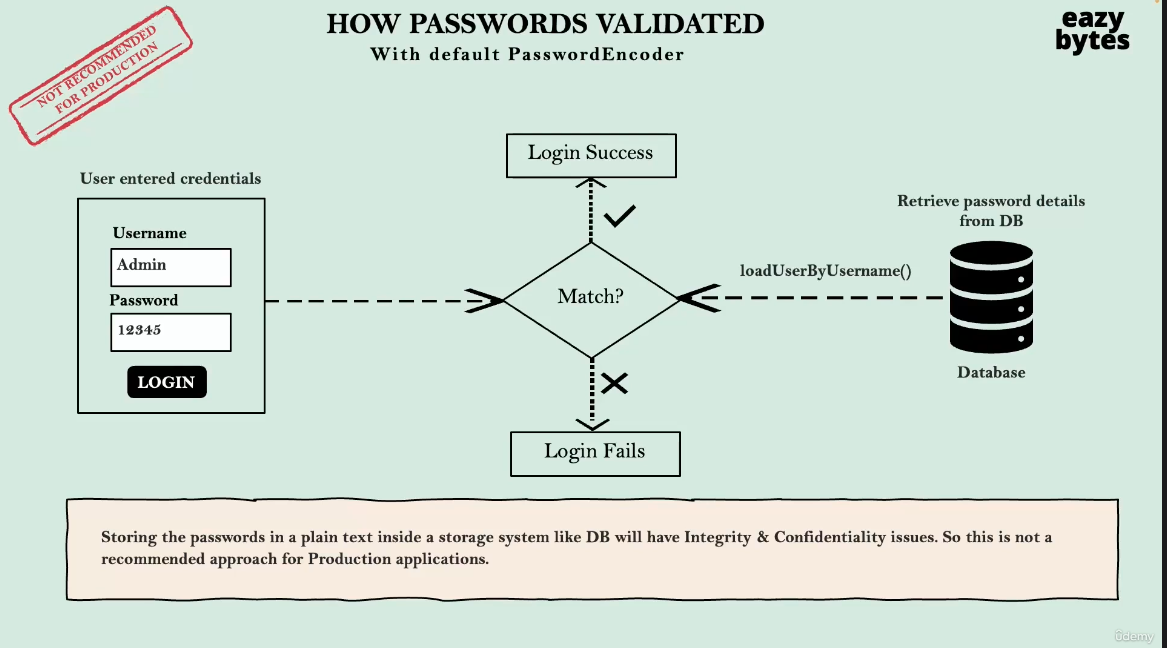 HOW PASSWORDS VALIDATED
With default PasswordEncoder
eazy
bytes
NOT RECOMMENDED
FOR PRODUCTION
Login Success
User entered credentials
Username
Admin
Password
12345
LOGIN
Match?
loadUserByUsername()
Retrieve password details
from DB
Database
Login Fails
Storing the passwords in a plain text inside a storage system like DB will have Integrity & Confidentiality issues. So this is not a
recommended approach for Production applications.
ûdemy